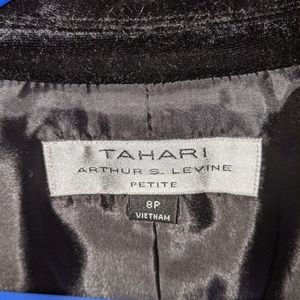 TAHARI
ARTHUR S. LEVINE
PETITE
8P
VIETNAM